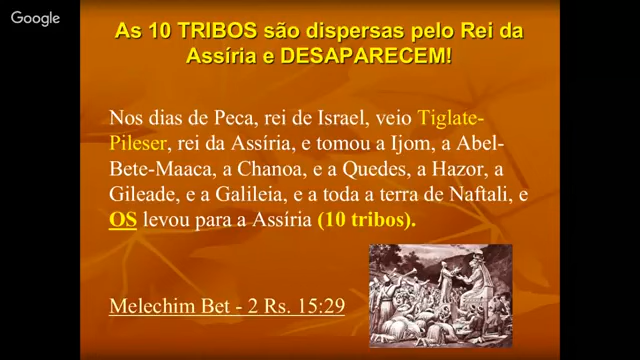 Google
As 10 TRIBOS são dispersas pelo Rei da
Assíria e DESAPARECEM!
Nos dias de Peca, rei de Israel, veio Tiglate-
Pileser, rei da Assíria, e tomou a Ijom, a Abel-
Bete-Maaca, a Chanoa, e a Quedes, a Hazor, a
Gileade, e a Galileia, e a toda a terra de Naftali, e
OS levou para a Assíria (10 tribos).
Melechim Bet - 2 Rs. 15:29